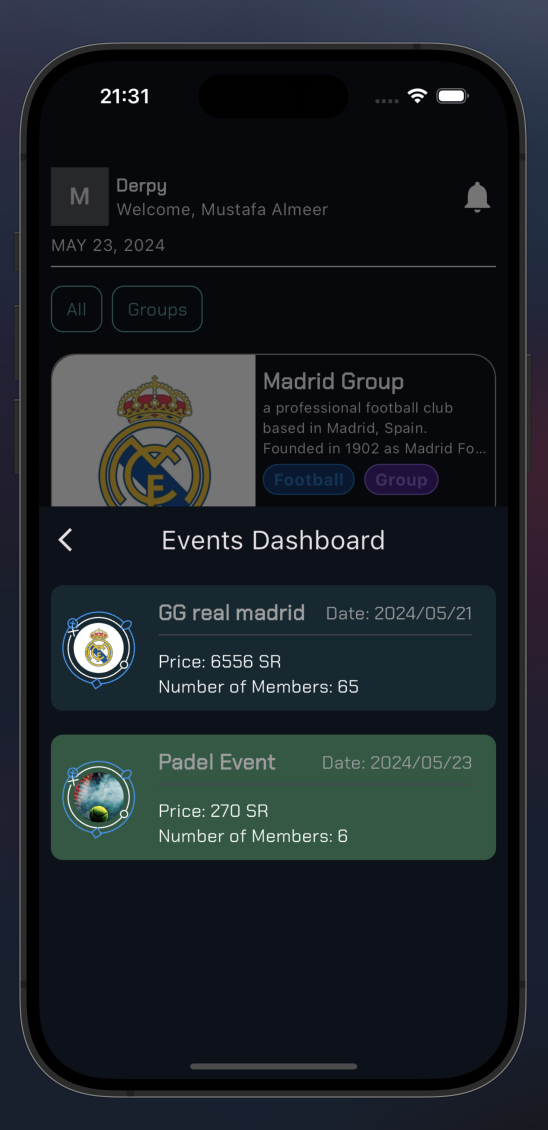 21:31
M
Derpy
Welcome, Mustafa Almeer
MAY 23, 2024
All
Groups
Madrid Group
a professional football club
based in Madrid, Spain.
Founded in 1902 as Madrid Fo...
Football
Group
Events Dashboard
GG real madrid
Date: 2024/05/21
Price: 6556 SR
Number of Members: 65
Padel Event
Date: 2024/05/23
Price: 270 SR
Number of Members: 6